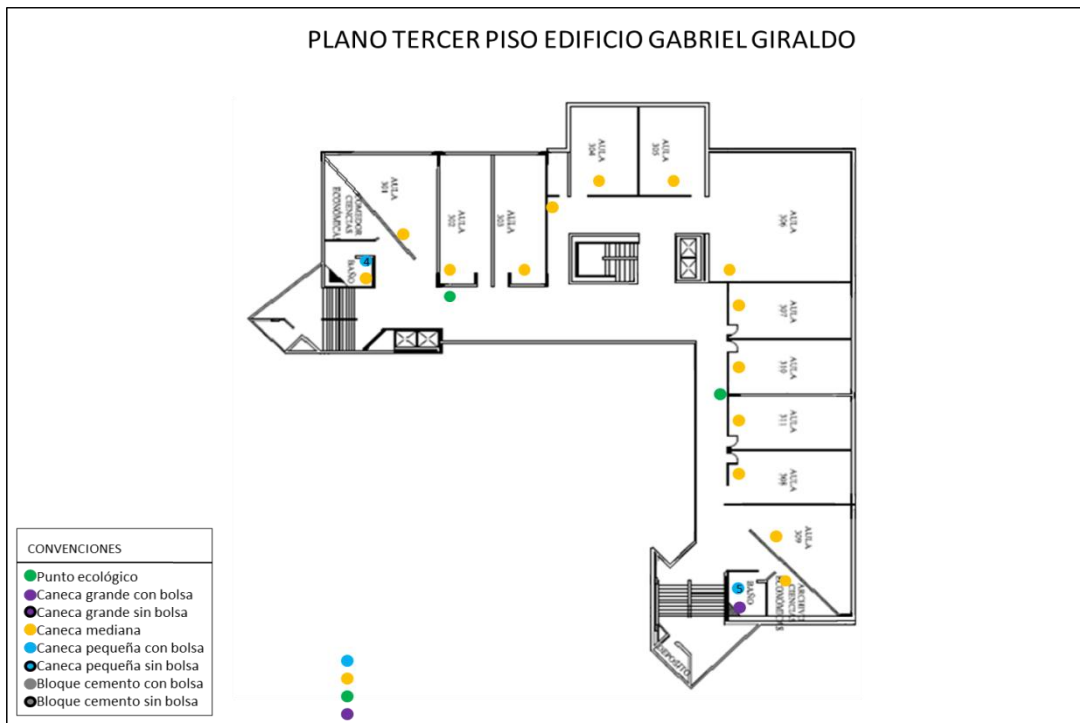 PLANO TERCER PISO EDIFICIO GABRIEL GIRALDO
AULA
304
AULA
305
AULA
301
COMEDOR
CIENCIAS
ECONÓMICAS
AULA
302
AULA
303
AULA
306
4
BAÑO
AULA
307
AULA
310
AULA
311
AULA
308
AULA
309
5
BAÑO
ARCHIVO
CIENCIAS
ECONÓMICAS
DEPOSITO
CONVENCIONES
Punto ecológico
Caneca grande con bolsa
Caneca grande sin bolsa
Caneca mediana
Caneca pequeña con bolsa
Caneca pequeña sin bolsa
Bloque cemento con bolsa
Bloque cemento sin bolsa